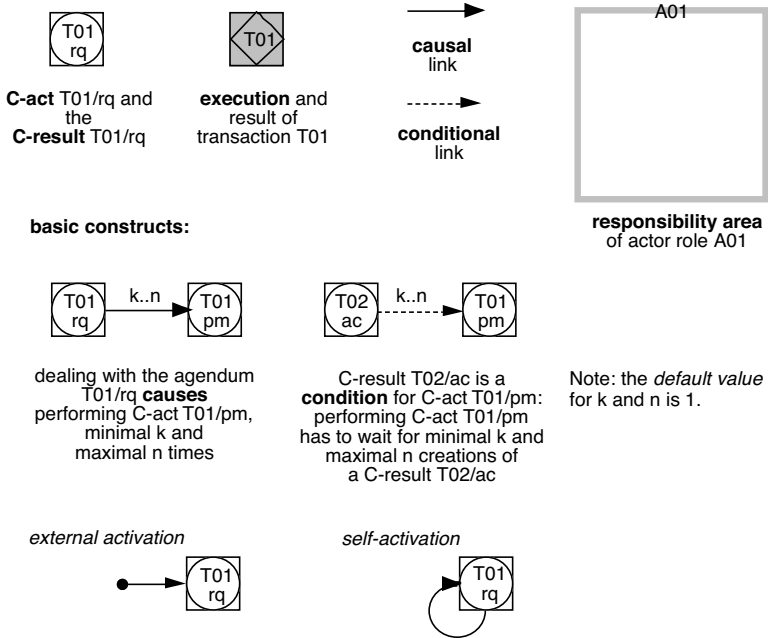 T01
rq
C-act T01/rq and
the
C-result T01/rq
T01
execution and
result of
transaction T01
causal
link
conditional
link
A01
responsibility area
of actor role A01
basic constructs:
T01
rq
k..n
T01
pm
dealing with the agendum
T01/rq causes
performing C-act T01/pm,
minimal k and
maximal n times
T02
ac
k..n
T01
pm
C-result T02/ac is a
condition for C-act T01/pm:
performing C-act T01/pm
has to wait for minimal k and
maximal n creations of
a C-result T02/ac
Note: the default value
for k and n is 1.
external activation
T01
rq
self-activation
T01
rq